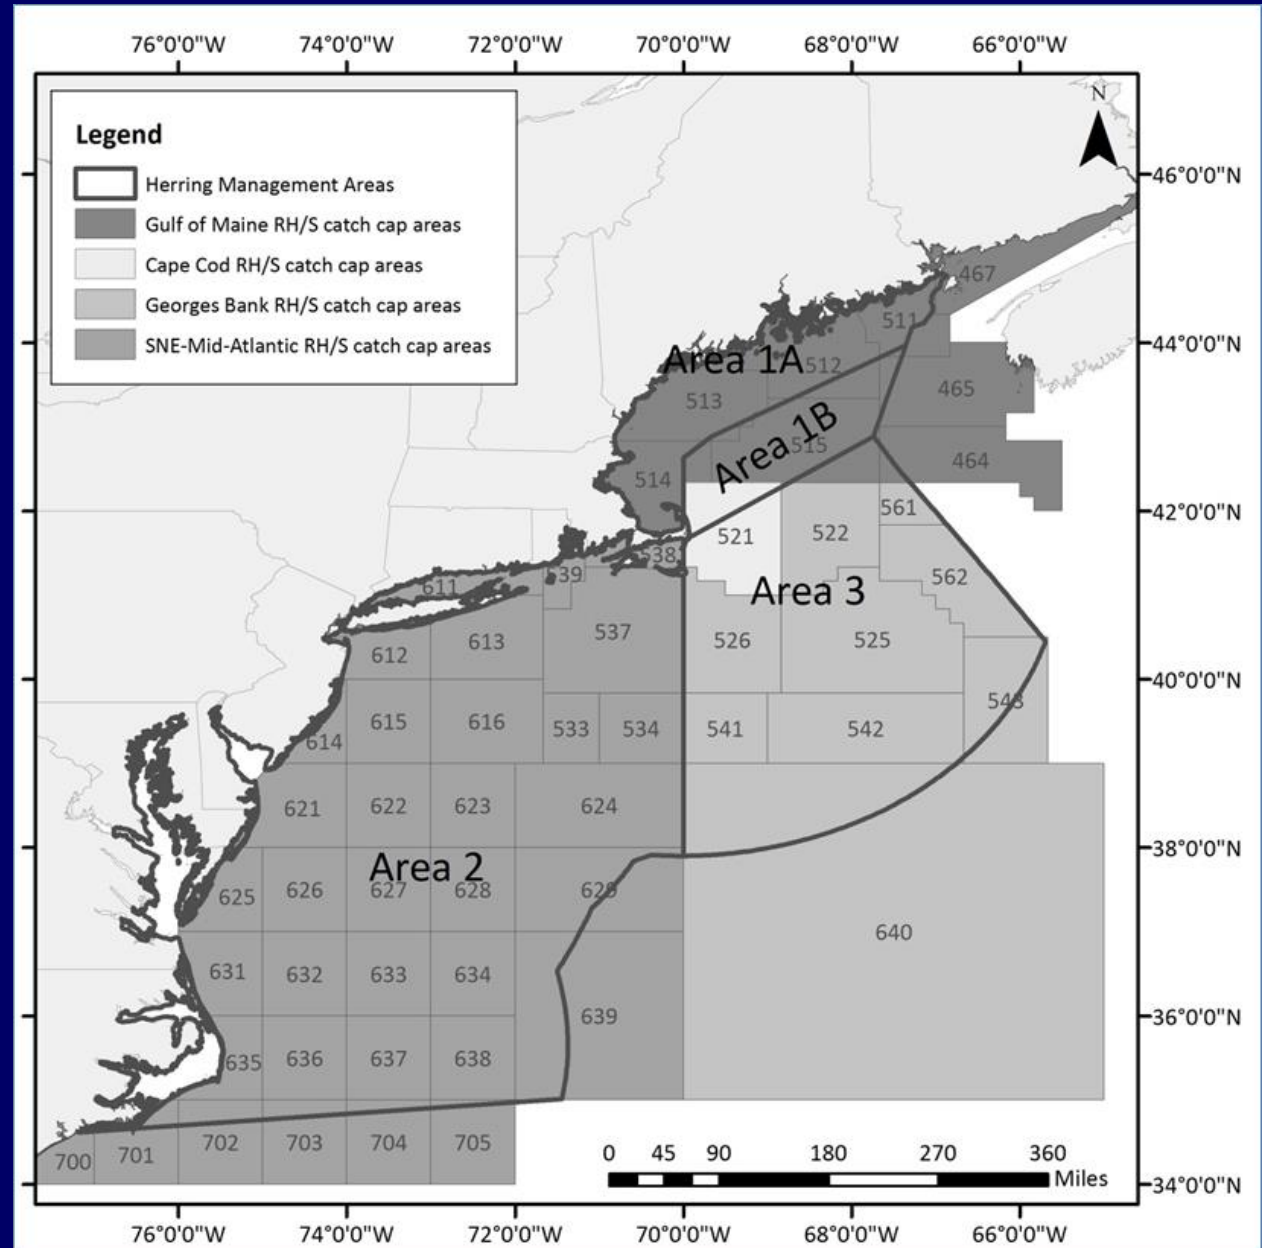 76°0'0"W 74°0'0"W 72°0'0"W 70°0'0"W 68°0'0"W 66°0'0"W
N
Legend
Herring Management Areas
Gulf of Maine RH/S catch cap areas
Cape Cod RH/S catch cap areas
Georges Bank RH/S catch cap areas
SNE-Mid-Atlantic RH/S catch cap areas
46°0'0"N
467
511
44°0'0"N
Area 1A
512
513
465
Area 1B
515
464
514
42°0'0"N
561
521
522
538
539
562
611
Area 3
537
526
525
613
612
40°0'0"N
543
615
616
533
534
541
542
614
621
622
623
624
38°0'0"N
Area 2
625
626
627
628
629
640
631
632
633
634
639
36°0'0"N
635
636
637
638
700
701
702
703
704
705
0 45 90 180 270 360
Miles
34°0'0"N
76°0'0"W 74°0'0"W 72°0'0"W 70°0'0"W 68°0'0"W 66°0'0"W